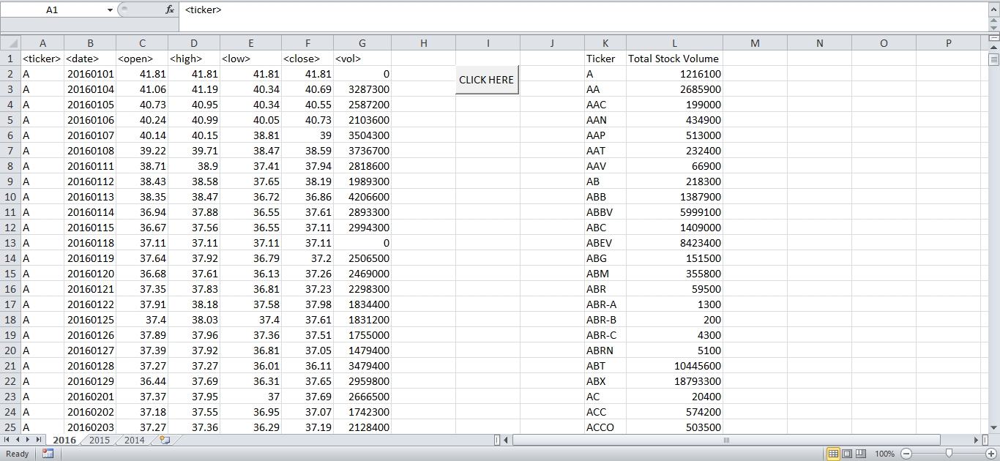 A1 fx <ticker>
A B C D E F G H I J K L M N O P
1 <ticker> <date> <open> <high> <low> <close> <vol> Ticker Total Stock Volume
2 A 20160101 41.81 41.81 41.81 41.81 0 A 1216100
CLICK HERE
3 A 20160104 41.06 41.19 40.34 40.69 3287300 AA 2685900
4 A 20160105 40.73 40.95 40.34 40.55 2587200 AAC 199000
5 A 20160106 40.24 40.99 40.05 40.73 2103600 AAN 434900
6 A 20160107 40.14 40.15 38.81 39 3504300 AAP 513000
7 A 20160108 39.22 39.71 38.47 38.59 3736700 AAT 232400
8 A 20160111 38.71 38.9 37.41 37.94 2818600 AAV 66900
9 A 20160112 38.43 38.58 37.65 38.19 1989300 AB 218300
10 A 20160113 38.35 38.47 36.72 36.86 4206600 ABB 1387900
11 A 20160114 36.94 37.88 36.55 37.61 2893300 ABBV 5999100
12 A 20160115 36.67 37.56 36.55 37.11 2994300 ABC 1409000
13 A 20160118 37.11 37.11 37.11 37.11 0 ABEV 8423400
14 A 20160119 37.64 37.92 36.79 37.2 2506500 ABG 151500
15 A 20160120 36.68 37.61 36.13 37.26 2469000 ABM 355800
16 A 20160121 37.35 37.83 36.81 37.23 2298300 ABR 59500
17 A 20160122 37.91 38.18 37.58 37.98 1834400 ABR-A 1300
18 A 20160125 37.4 38.03 37.4 37.61 1831200 ABR-B 200
19 A 20160126 37.89 37.96 37.36 37.51 1755000 ABR-C 4300
20 A 20160127 37.39 37.92 36.81 37.05 1479400 ABRN 5100
21 A 20160128 37.27 37.27 36.01 36.11 3479400 ABT 10445600
22 A 20160129 36.44 37.69 36.31 37.65 2959800 ABX 18793300
23 A 20160201 37.37 37.95 37 37.69 2666500 AC 20400
24 A 20160202 37.18 37.55 36.95 37.07 1742300 ACC 574200
25 A 20160203 37.27 37.36 36.29 37.19 2128400 ACCO 503500
2016 2015 2014
Ready 100%